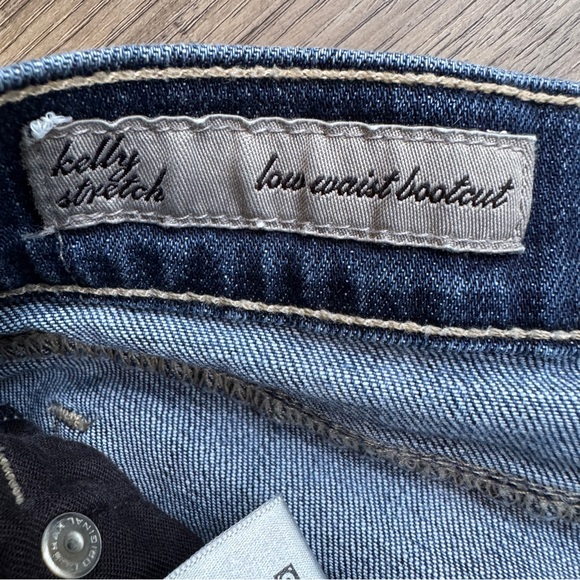 kelly
stretch
low waist bootcut